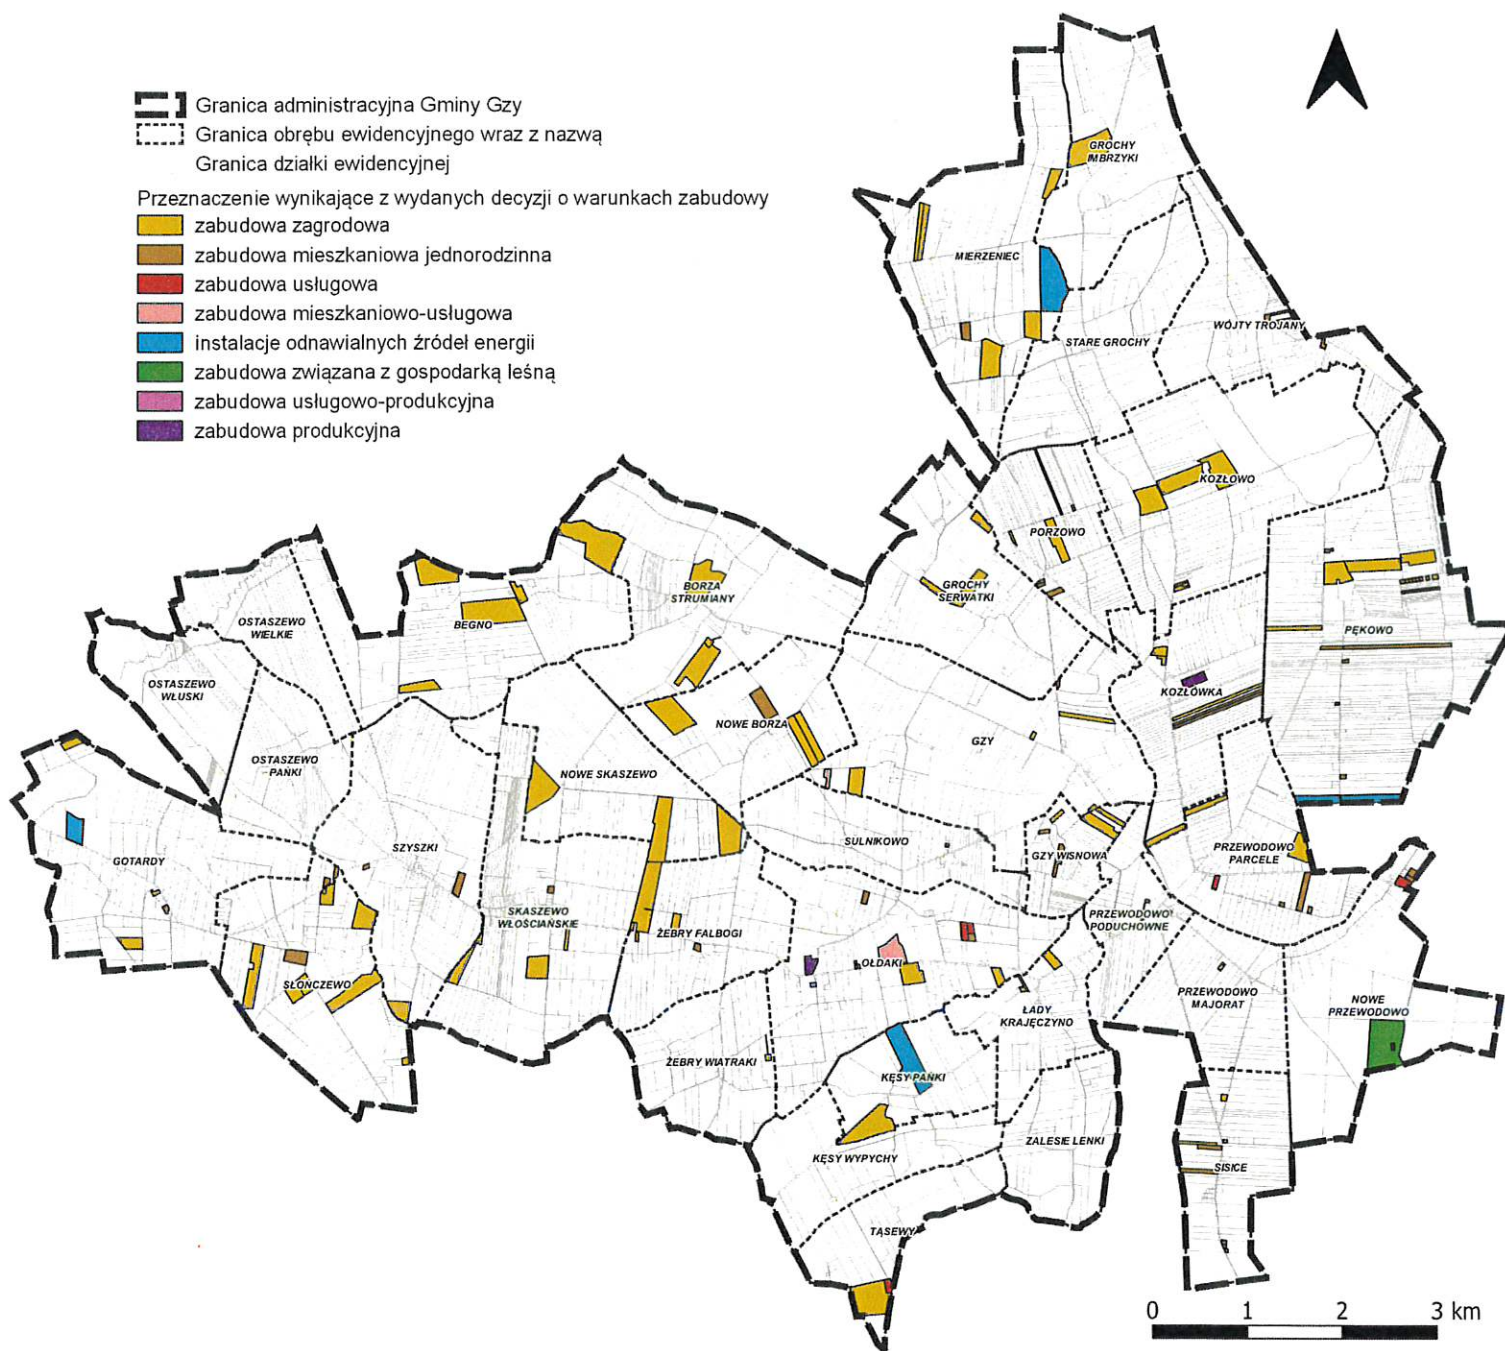 Granica administracyjna Gminy Gzy
Granica obrębu ewidencyjnego wraz z nazwą
Granica działki ewidencyjnej
Przeznaczenie wynikające z wydanych decyzji o warunkach zabudowy
zabudowa zagrodowa
zabudowa mieszkaniowa jednorodzinna
zabudowa usługowa
zabudowa mieszkaniowo-usługowa
instalacje odnawialnych źródeł energii
zabudowa związana z gospodarką leśną
zabudowa usługowo-produkcyjna
zabudowa produkcyjna
GROCHY
IMBRZYKI
MIERZENIEC
STARE GROCHY
WÓJTY TROJANY
KOZŁOWO
PORZOWO
GROCHY
SERWATKI
BORZA
STRUMIANY
BEGNO
OSTASZEWO
WIELKIE
OSTASZEWO
WŁUSKI
OSTASZEWO
PAŃKI
PĘKOWO
KOZŁÓWKA
NOWE BORZA
GZY
NOWE SKASZEWO
SZYSZKI
SULNIKOWO
GZY WISNOWA
PRZEWODOWO
PARCELE
GOTARDY
SKASZEWO
WŁOŚCIAŃSKIE
ŻEBRY FALBOGI
PRZEWODOWO
PODUCHOWNE
OŁDAKI
SŁOŃCZEWO
PRZEWODOWO
MAJORAT
NOWE
PRZEWODOWO
ŁADY
KRAJĘCZYNO
ŻEBRY WIATRAKI
KĘSY PAŃKI
ZALESIE LENKI
KĘSY WYPYCHY
SISICE
TĄSEWY
0 1 2 3 km